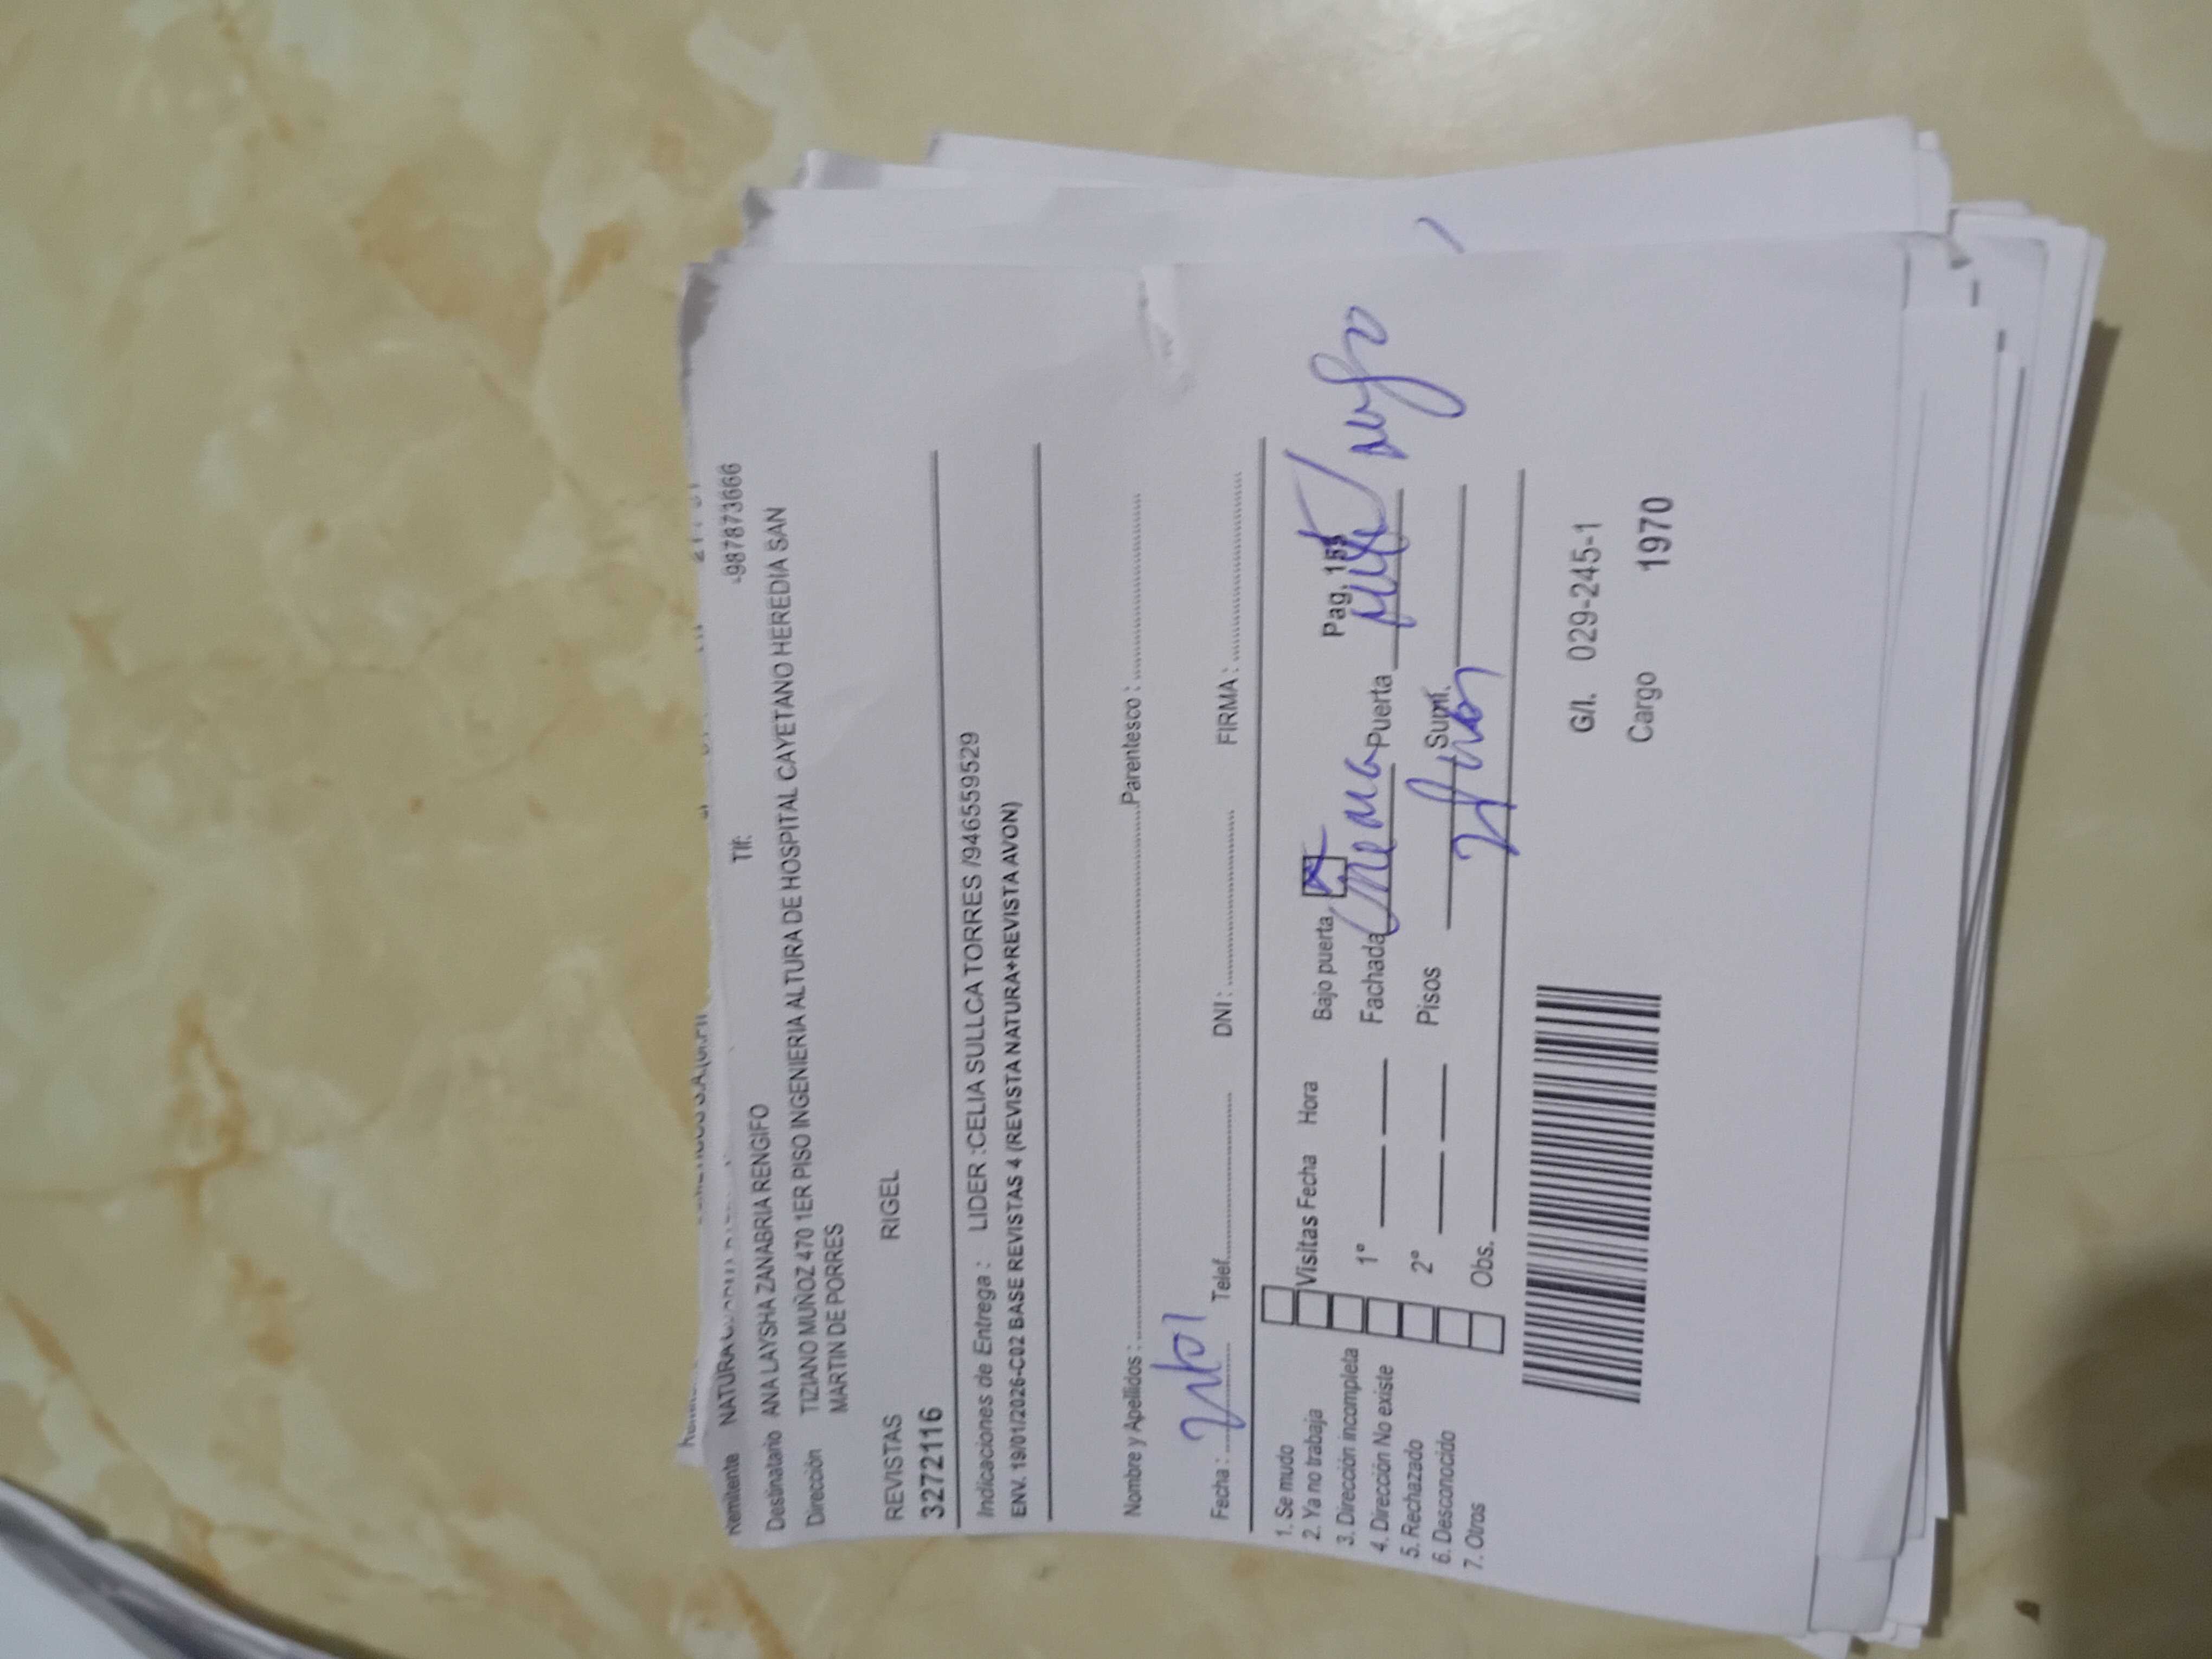 Remitente NATURA
Tlf: -987873666
Destinatario ANA LAYSHA ZANABRIA RENGIFO
Dirección TIZIANO MUÑOZ 470 1ER PISO INGENIERIA ALTURA DE HOSPITAL CAYETANO HEREDIA SAN
MARTIN DE PORRES
REVISTAS RIGEL
3272116
Indicaciones de Entrega : LIDER :CELIA SULLCA TORRES /946559529
ENV. 19/01/2026-C02 BASE REVISTAS 4 (REVISTA NATURA+REVISTA AVON)
Nombre y Apellidos : Parentesco :
Fecha : Telef. DNI : FIRMA :
1. Se mudo
2. Ya no trabaja
3. Dirección incompleta
4. Dirección No existe
5. Rechazado
6. Desconocido
7. Otros
Visitas Fecha Hora
1°
2°
Obs.
Bajo puerta Pag.
Fachada crema Puerta
Pisos Sumi.
G/I. 029-245-1
Cargo 1970